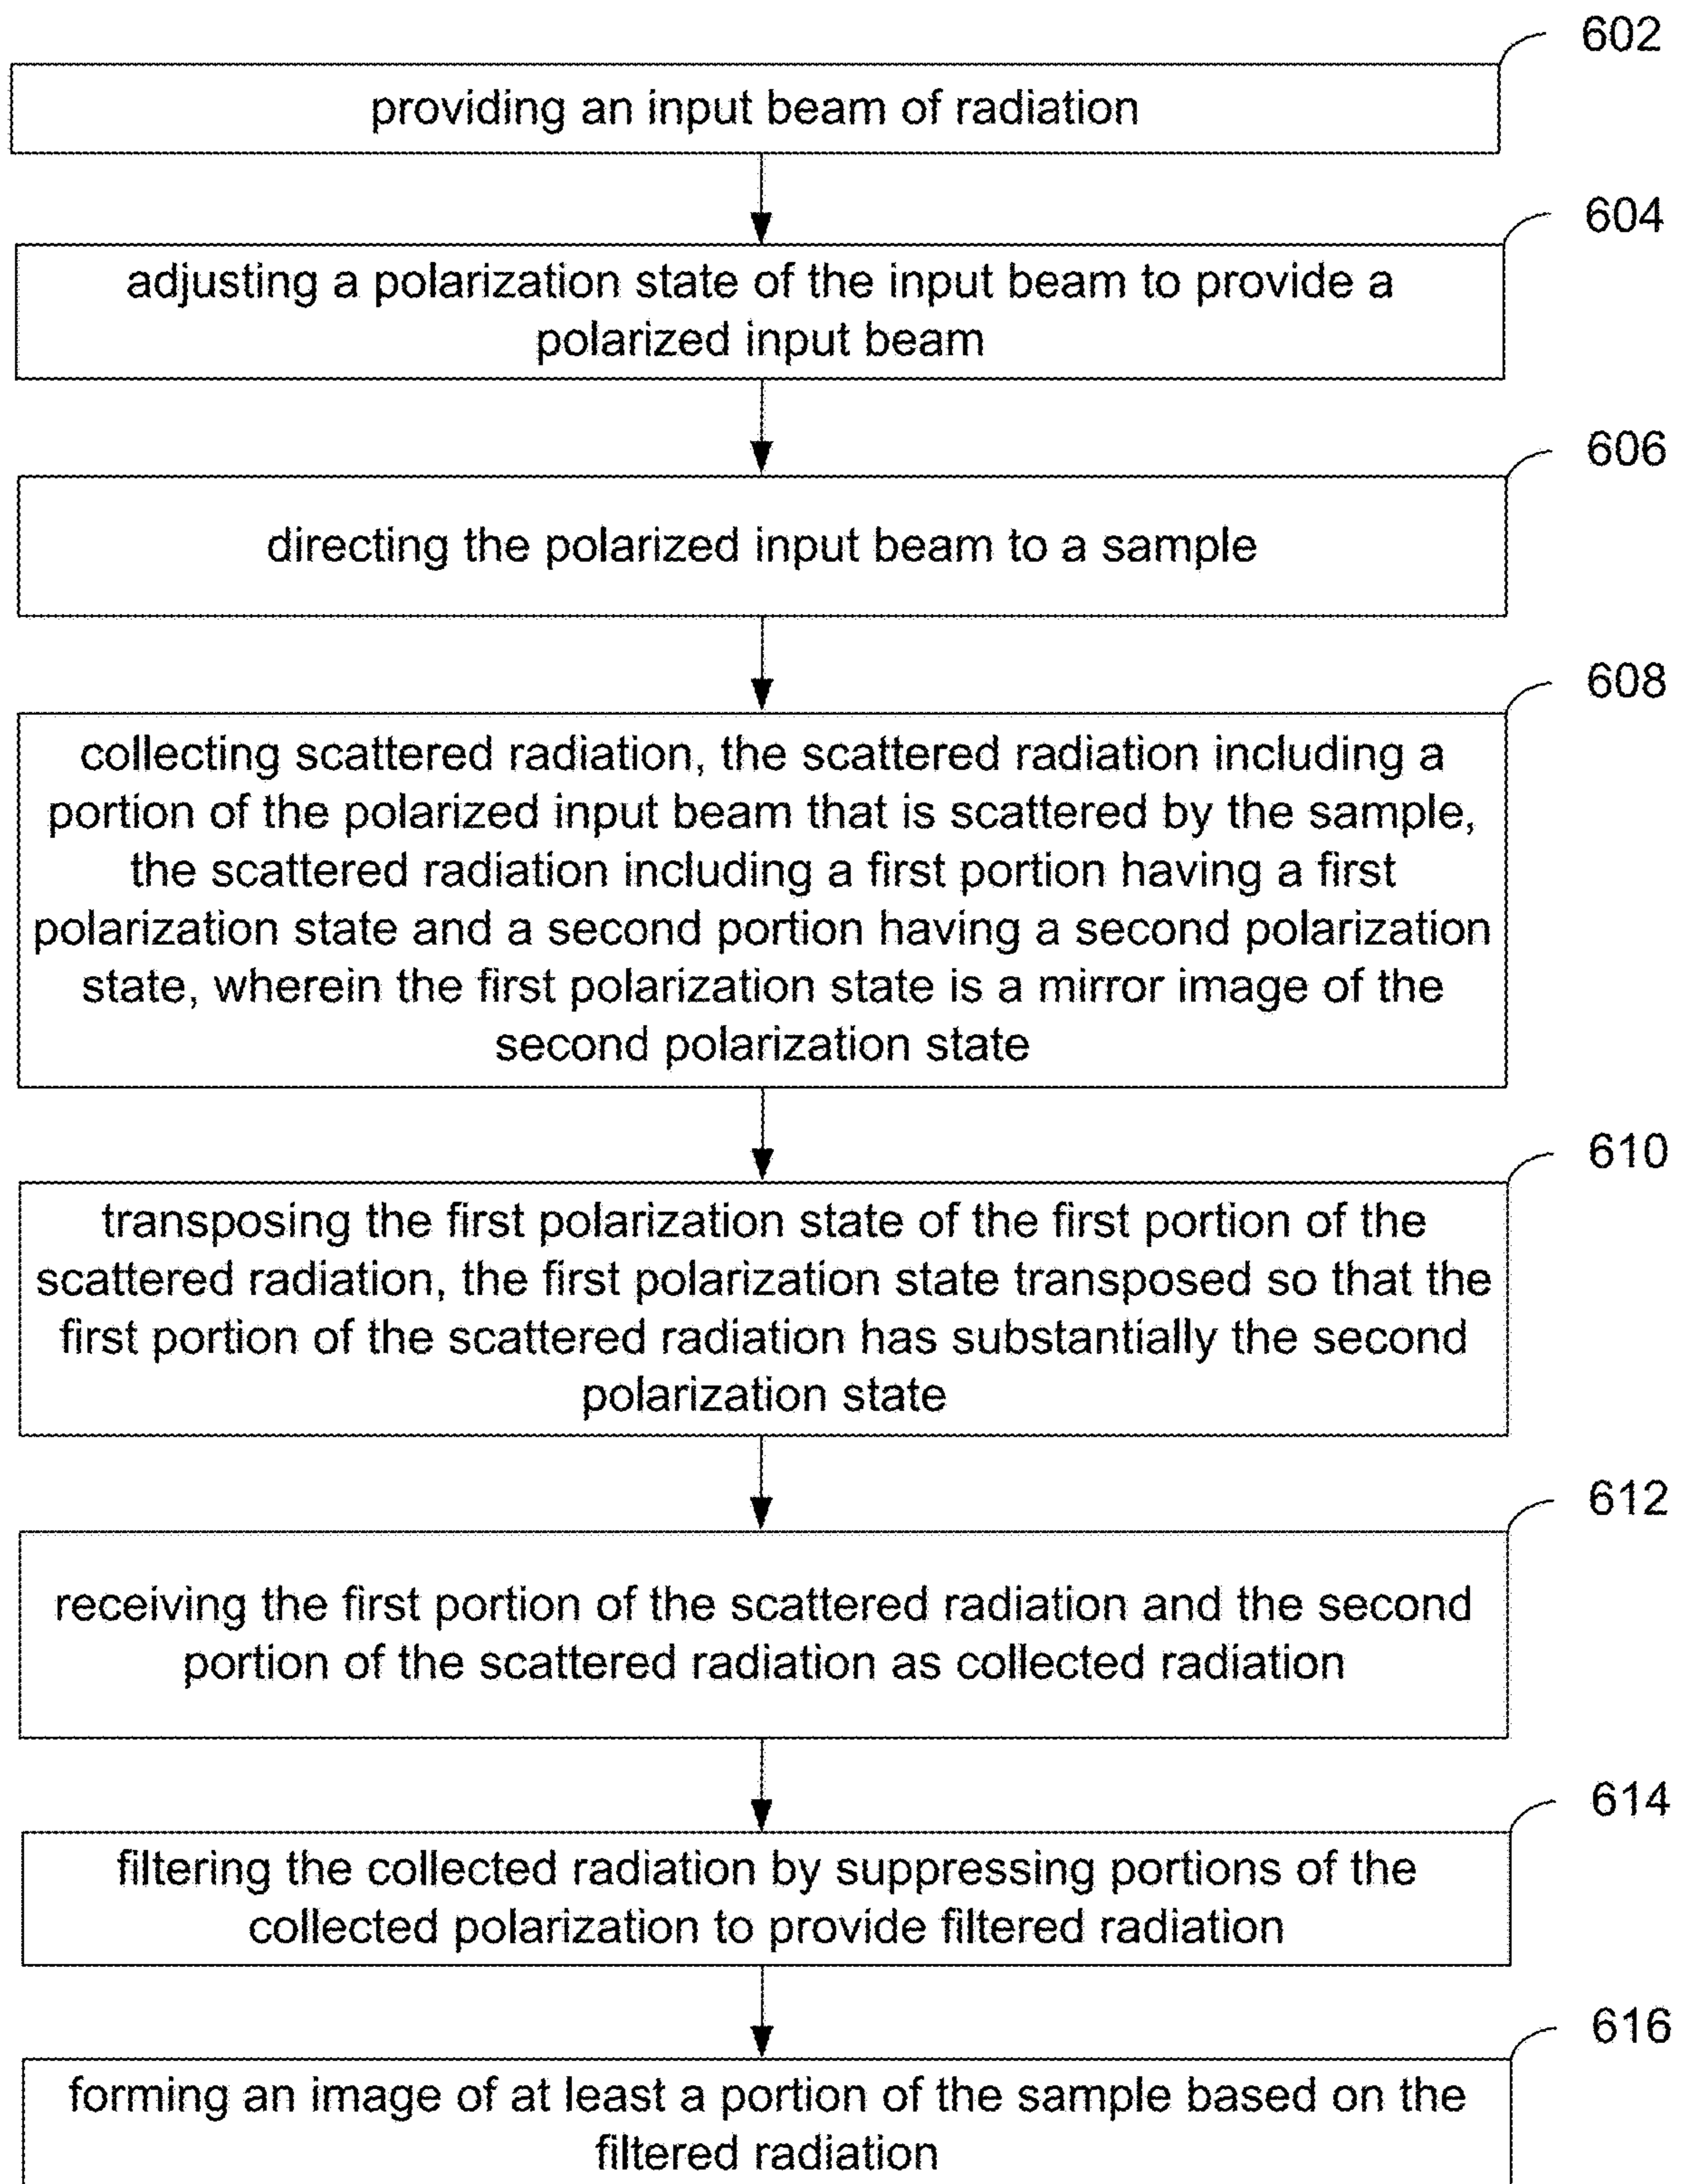 602
providing an input beam of radiation
604
adjusting a polarization state of the input beam to provide a
polarized input beam
606
directing the polarized input beam to a sample
608
collecting scattered radiation, the scattered radiation including a
portion of the polarized input beam that is scattered by the sample,
the scattered radiation including a first portion having a first
polarization state and a second portion having a second polarization
state, wherein the first polarization state is a mirror image of the
second polarization state
610
transposing the first polarization state of the first portion of the
scattered radiation, the first polarization state transposed so that the
first portion of the scattered radiation has substantially the second
polarization state
612
receiving the first portion of the scattered radiation and the second
portion of the scattered radiation as collected radiation
614
filtering the collected radiation by suppressing portions of the
collected polarization to provide filtered radiation
616
forming an image of at least a portion of the sample based on the
filtered radiation